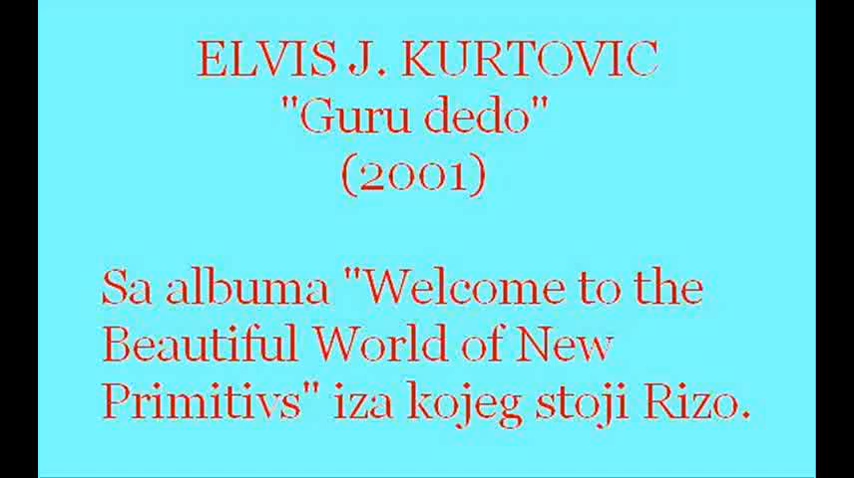 ELVIS J. KURTOVIC
"Guru dedo"
(2001)
Sa albuma "Welcome to the
Beautiful World of New
Primitivs" iza kojeg stoji Rizo.